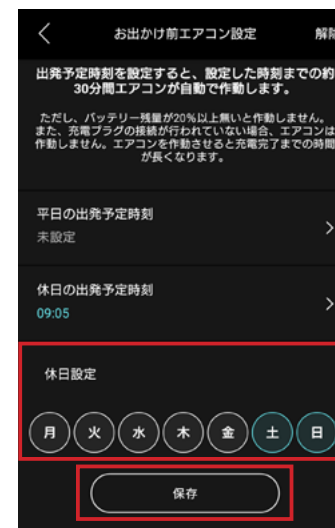 お出かけ前エアコン設定 解除
出発予定時刻を設定すると、設定した時刻までの約
30分間エアコンが自動で作動します。
ただし、バッテリー残量が20%以上無いと作動しません。
また、充電プラグの接続が行われていない場合、エアコンは
作動しません。エアコンを作動させると充電完了までの時間
が長くなります。
平日の出発予定時刻
未設定
休日の出発予定時刻
09:05
休日設定
月 火 水 木 金 土 日
保存